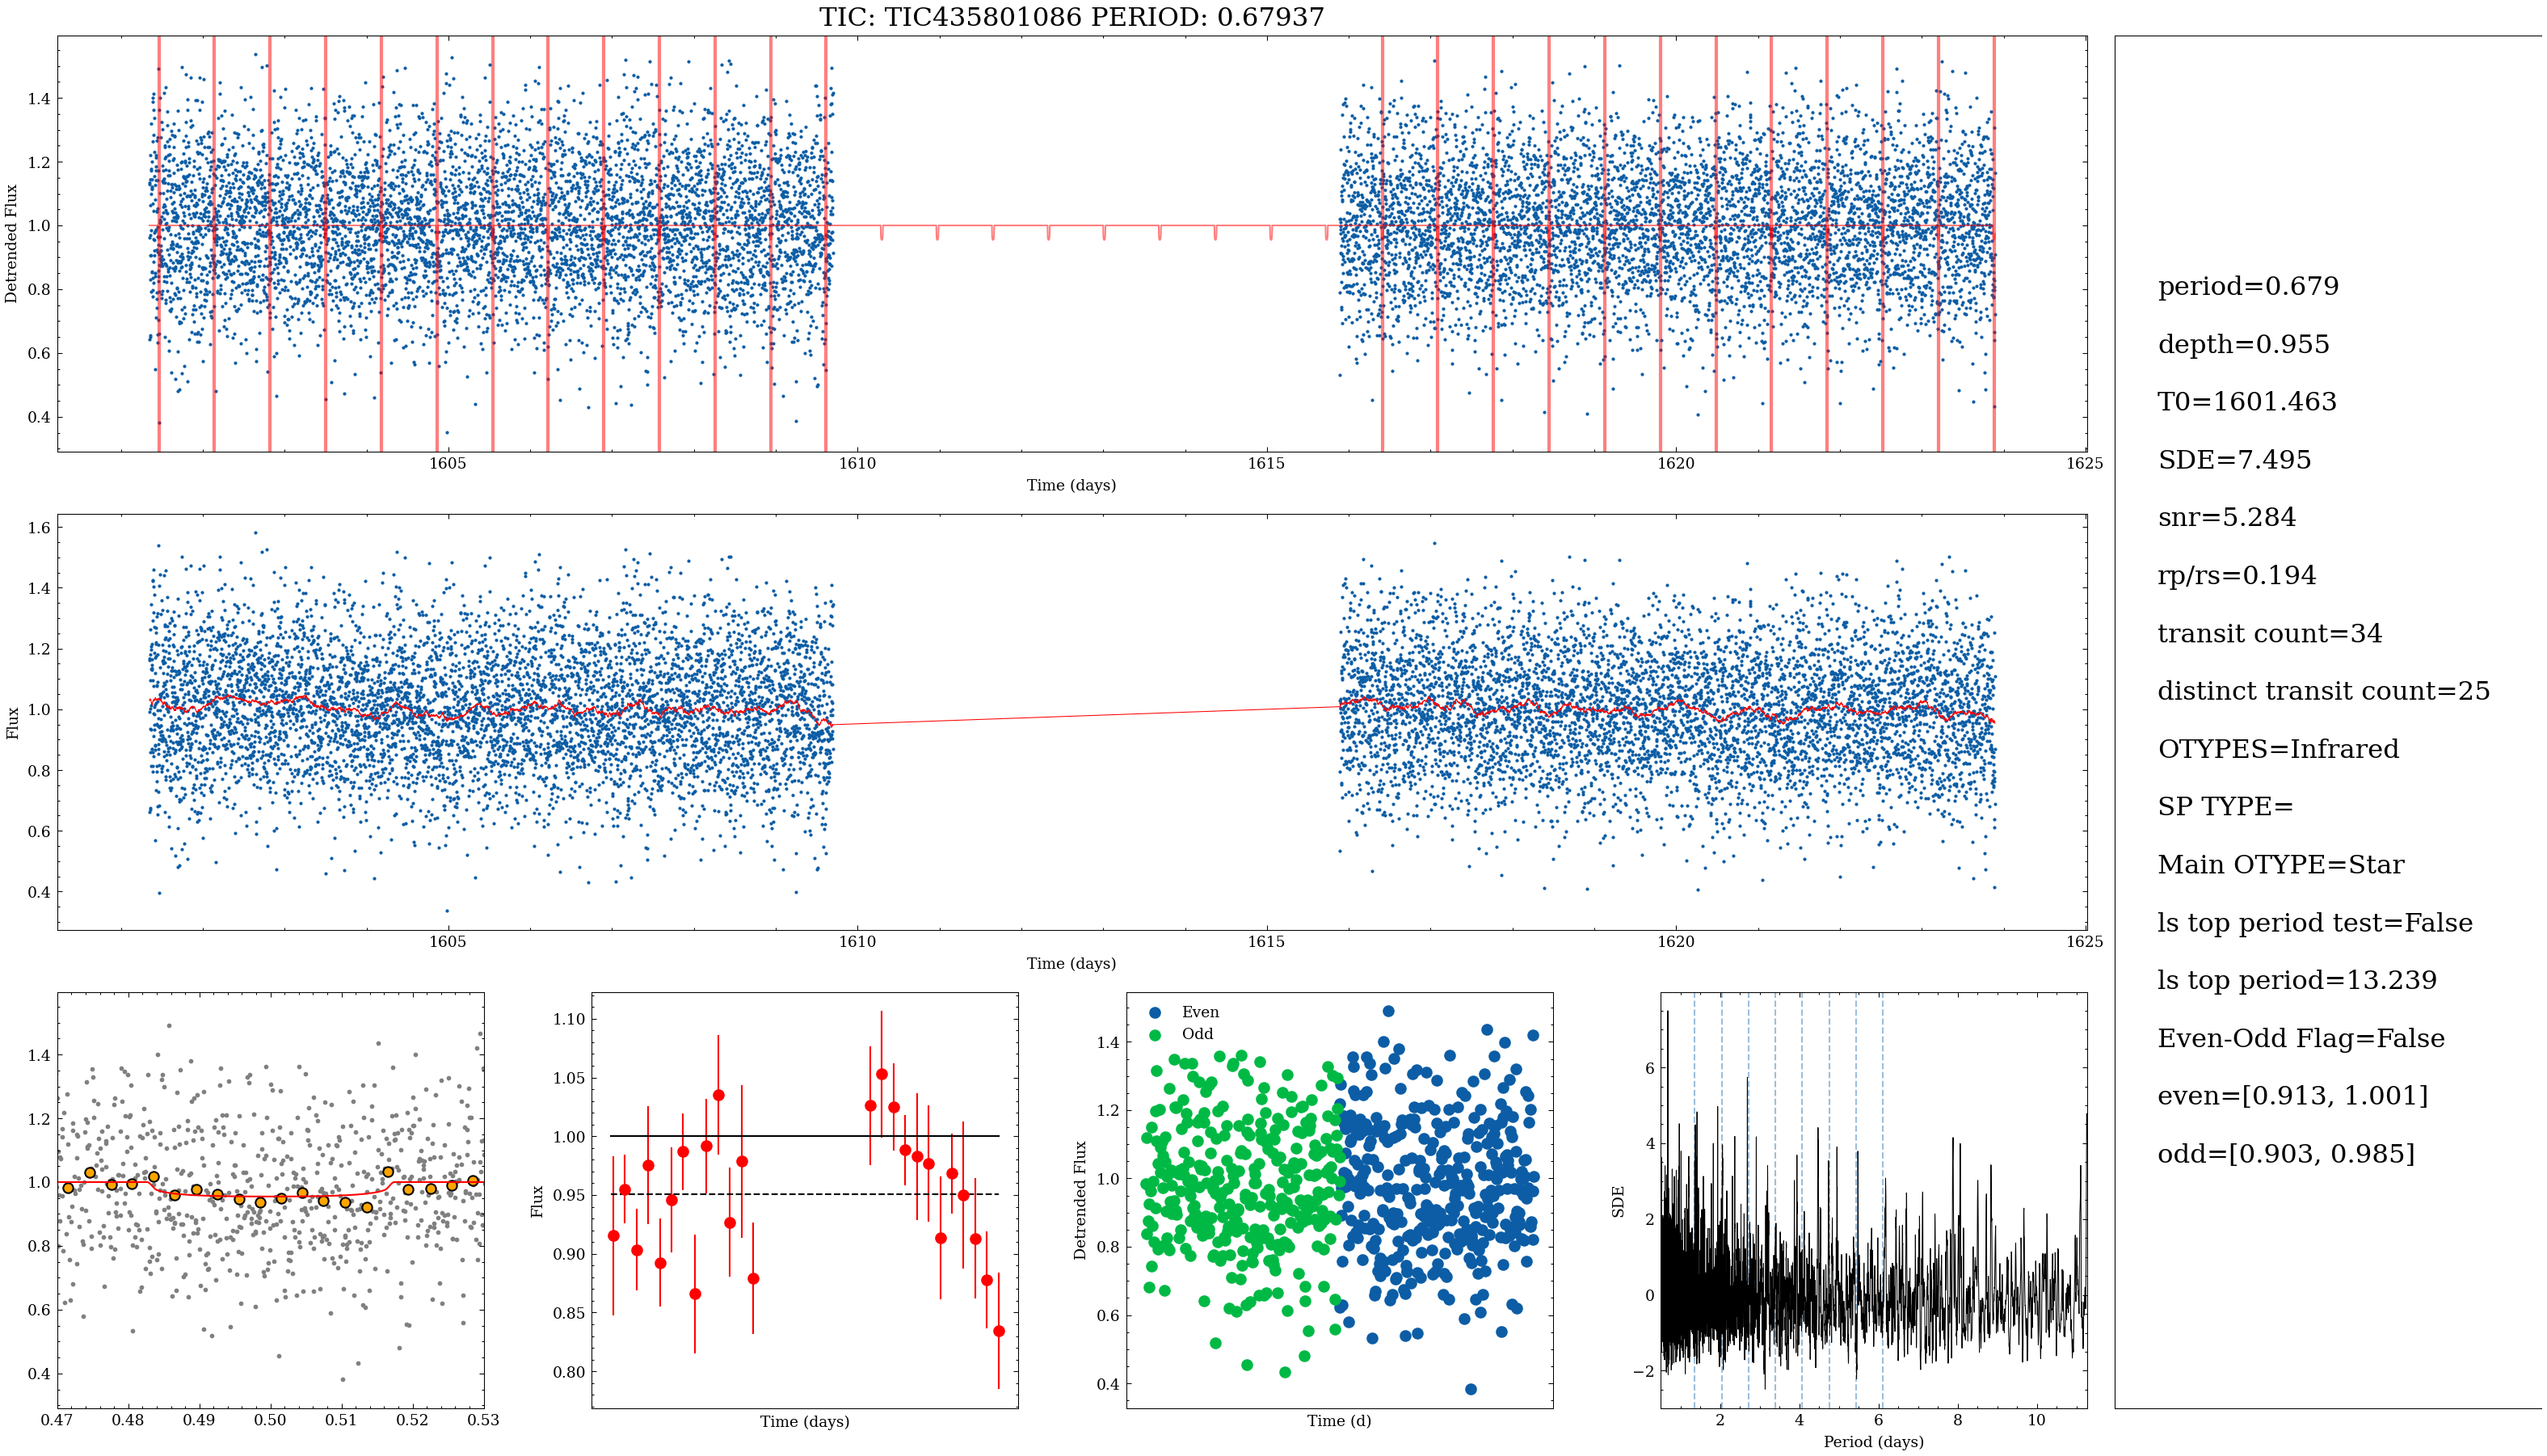 TIC: TIC435801086 PERIOD: 0.67937
Detrended Flux
1.4
1.2
1.0
0.8
0.6
0.4
1605
1610
1615
1620
1625
Time (days)
Flux
1.6
1.4
1.2
1.0
0.8
0.6
0.4
1605
1610
1615
1620
1625
Time (days)
1.4
1.2
1.0
0.8
0.6
0.4
0.47
0.48
0.49
0.50
0.51
0.52
0.53
Flux
1.10
1.05
1.00
0.95
0.90
0.85
0.80
Time (days)
Detrended Flux
1.4
1.2
1.0
0.8
0.6
0.4
Even
Odd
Time (d)
SDE
6
4
2
0
−2
2
4
6
8
10
Period (days)
period=0.679
depth=0.955
T0=1601.463
SDE=7.495
snr=5.284
rp/rs=0.194
transit count=34
distinct transit count=25
OTYPES=Infrared
SP TYPE=
Main OTYPE=Star
ls top period test=False
ls top period=13.239
Even-Odd Flag=False
even=[0.913, 1.001]
odd=[0.903, 0.985]